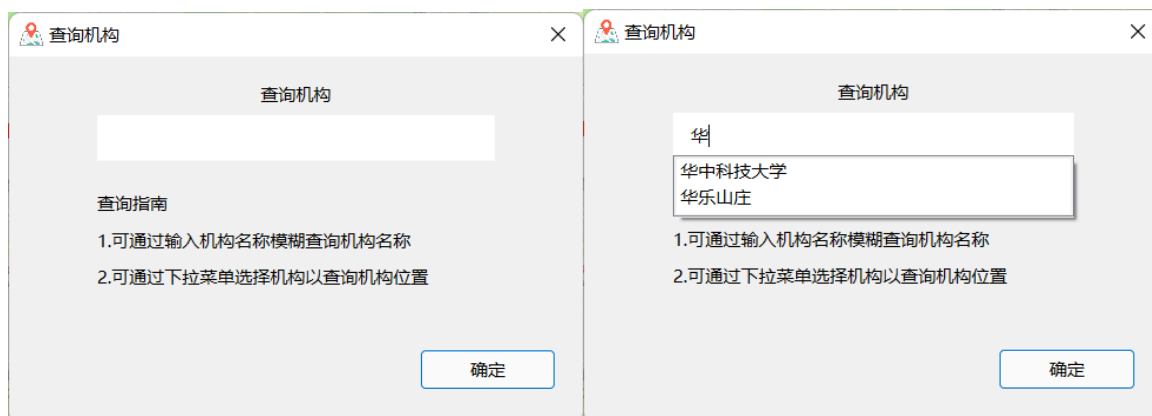 查询机构
查询机构
查询指南
1.可通过输入机构名称模糊查询机构名称
2.可通过下拉菜单选择机构以查询机构位置
确定
查询机构
查询机构
华
华中科技大学
华乐山庄
1.可通过输入机构名称模糊查询机构名称
2.可通过下拉菜单选择机构以查询机构位置
确定